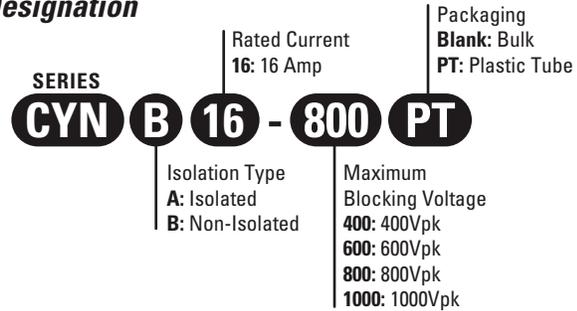 Designation
Packaging
Blank: Bulk
PT: Plastic Tube
Rated Current
16: 16 Amp
SERIES
CYN B 16 - 800 PT
Isolation Type
A: Isolated
B: Non-Isolated
Maximum
Blocking Voltage
400: 400Vpk
600: 600Vpk
800: 800Vpk
1000: 1000Vpk